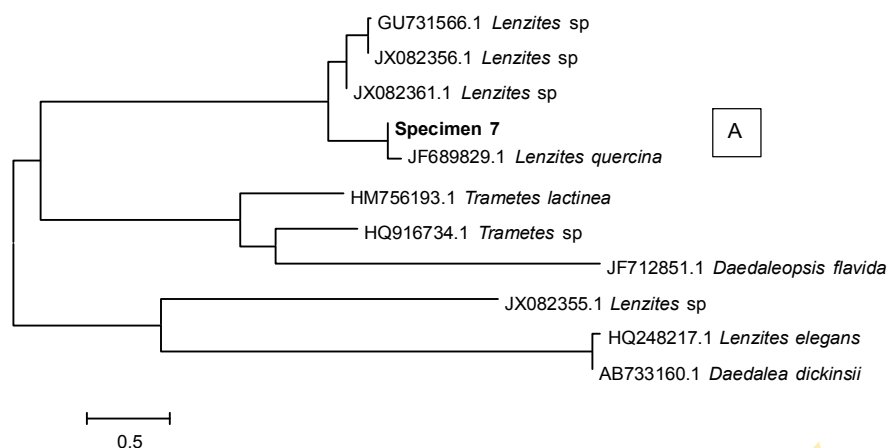 GU731566.1 Lenzites sp
JX082356.1 Lenzites sp
JX082361.1 Lenzites sp
Specimen 7
A
JF689829.1 Lenzites quercina
HM756193.1 Trametes lactinea
HQ916734.1 Trametes sp
JF712851.1 Daedaleopsis flavida
JX082355.1 Lenzites sp
HQ248217.1 Lenzites elegans
AB733160.1 Daedalea dickinsii
0.5